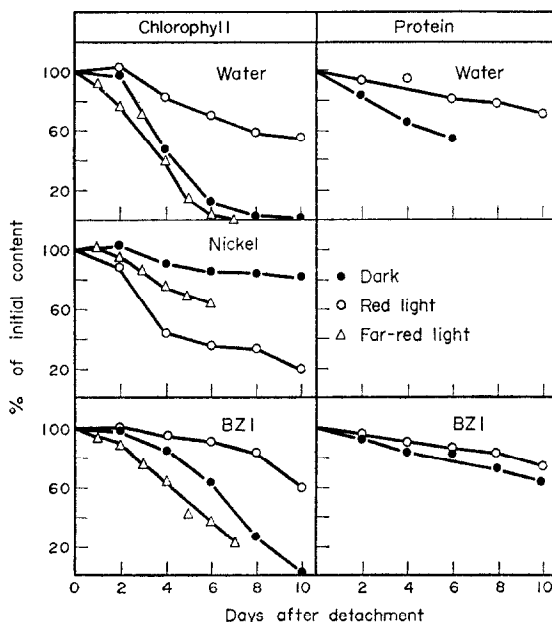 Chlorophyll Protein
100 Water Water
60
20
100 Nickel
60
20
Dark
Red light
Far-red light
% of initial content
100 BZI BZI
60
20
0 2 4 6 8 10 0 2 4 6 8 10
Days after detachment